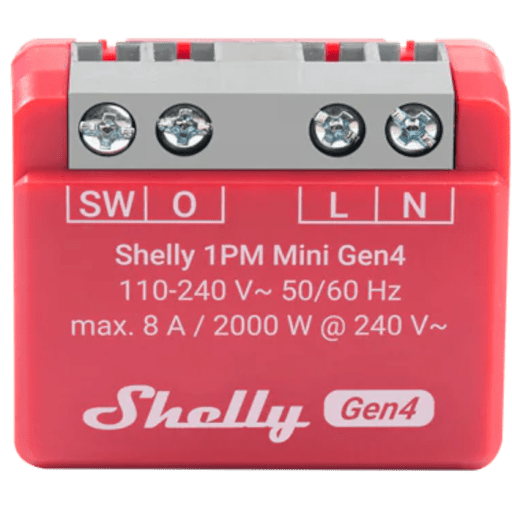 SW O L N
Shelly 1PM Mini Gen4
110-240 V~ 50/60 Hz
max. 8 A / 2000 W @ 240 V~
Shelly Gen4